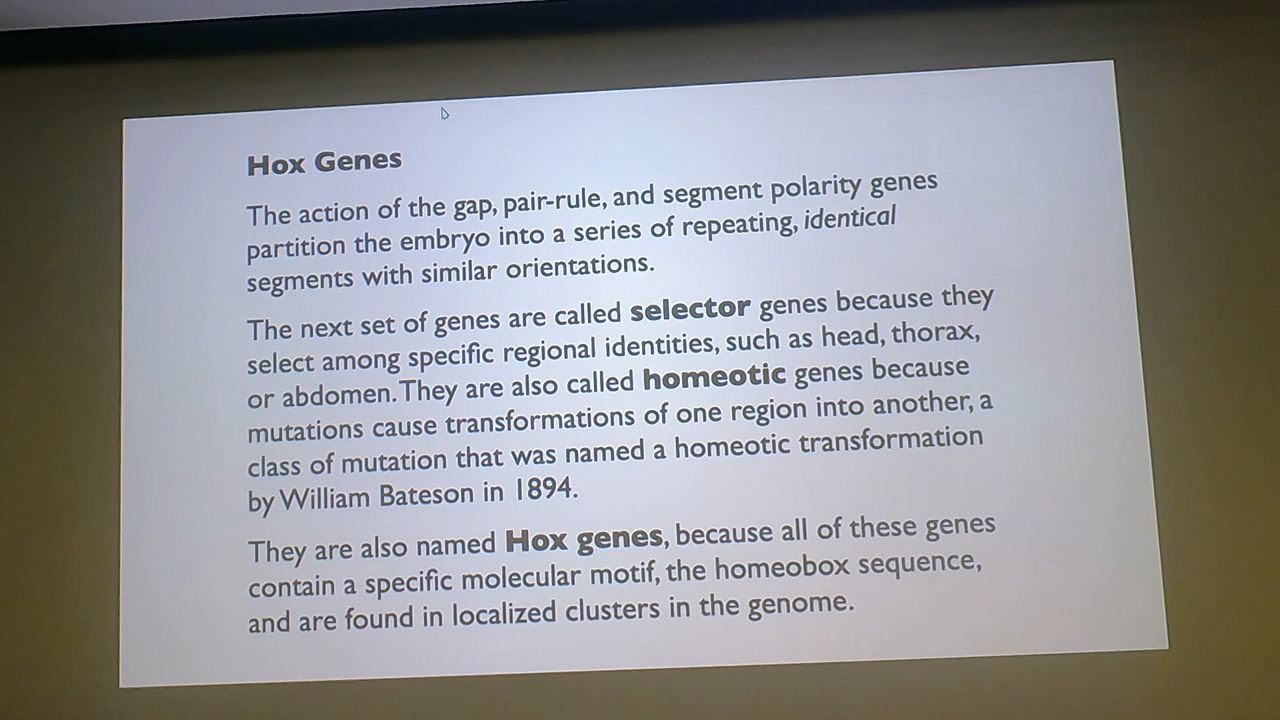 Hox Genes
The action of the gap, pair-rule, and segment polarity genes
partition the embryo into a series of repeating, identical
segments with similar orientations.
The next set of genes are called selector genes because they
select among specific regional identities, such as head, thorax,
or abdomen. They are also called homeotic genes because
mutations cause transformations of one region into another, a
class of mutation that was named a homeotic transformation
by William Bateson in 1894.
They are also named Hox genes, because all of these genes
contain a specific molecular motif, the homeobox sequence,
and are found in localized clusters in the genome.